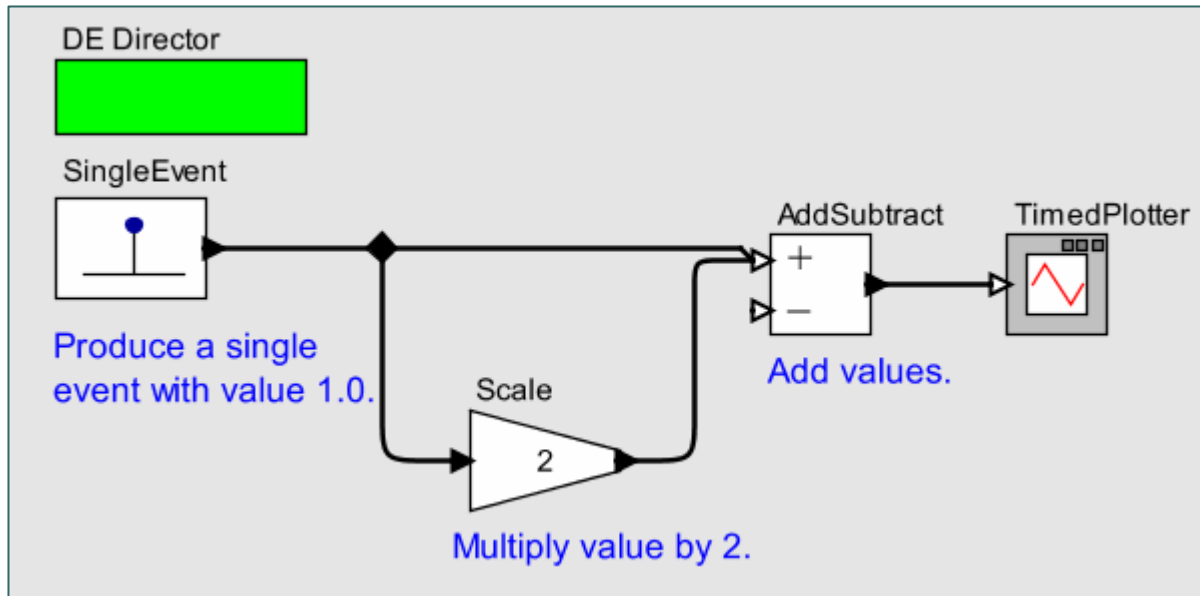 DE Director
SingleEvent
Produce a single
event with value 1.0.
Scale
2
Multiply value by 2.
AddSubtract
+
−
Add values.
TimedPlotter